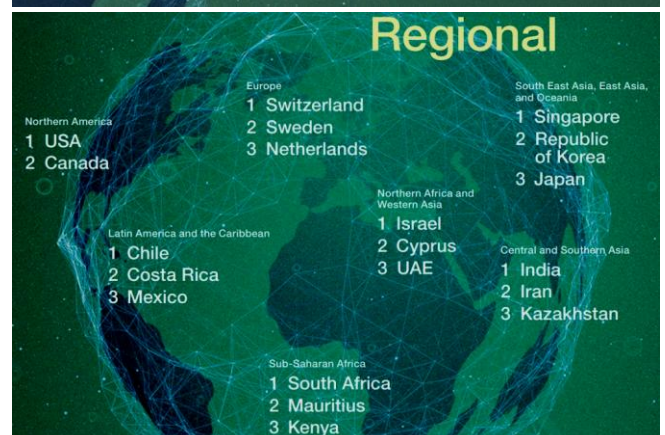 Regional
Northern America
1 USA
2 Canada
Europe
1 Switzerland
2 Sweden
3 Netherlands
South East Asia, East Asia,
and Oceania
1 Singapore
2 Republic
of Korea
3 Japan
Latin America and the Caribbean
1 Chile
2 Costa Rica
3 Mexico
Northern Africa and
Western Asia
1 Israel
2 Cyprus
3 UAE
Central and Southern Asia
1 India
2 Iran
3 Kazakhstan
Sub-Saharan Africa
1 South Africa
2 Mauritius
3 Kenya